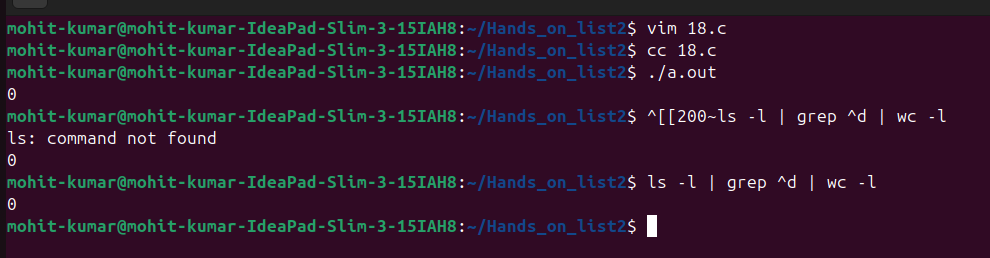 mohit-kumar@mohit-kumar-IdeaPad-Slim-3-15IAH8:~/Hands_on_list2$ vim 18.c
mohit-kumar@mohit-kumar-IdeaPad-Slim-3-15IAH8:~/Hands_on_list2$ cc 18.c
mohit-kumar@mohit-kumar-IdeaPad-Slim-3-15IAH8:~/Hands_on_list2$ ./a.out
0
mohit-kumar@mohit-kumar-IdeaPad-Slim-3-15IAH8:~/Hands_on_list2$ ^[[200~ls -l | grep ^d | wc -l
ls: command not found
0
mohit-kumar@mohit-kumar-IdeaPad-Slim-3-15IAH8:~/Hands_on_list2$ ls -l | grep ^d | wc -l
0
mohit-kumar@mohit-kumar-IdeaPad-Slim-3-15IAH8:~/Hands_on_list2$